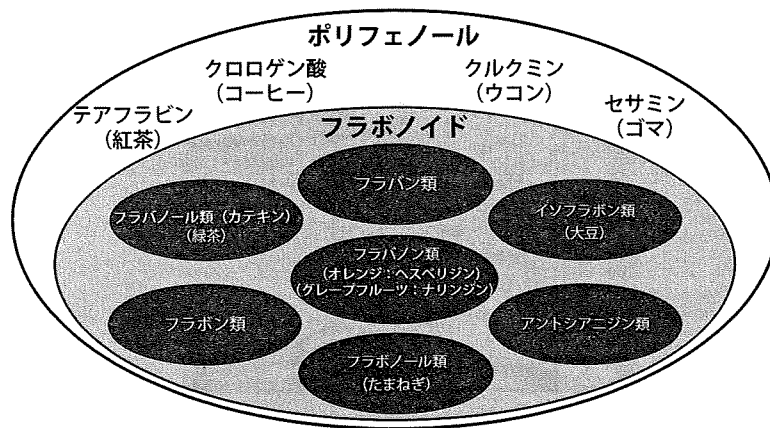 ポリフェノール
クロロゲン酸
(コーヒー)
クルクミン
(ウコン)
テアフラビン
(紅茶)
セサミン
(ゴマ)
フラボノイド
フラバン類
フラバノール類(カテキン)
(緑茶)
イソフラボン類
(大豆)
フラバノン類
(オレンジ:ヘスペリジン)
(グレープフルーツ:ナリンジン)
フラボン類
アントシアニジン類
フラボノール類
(たまねぎ)